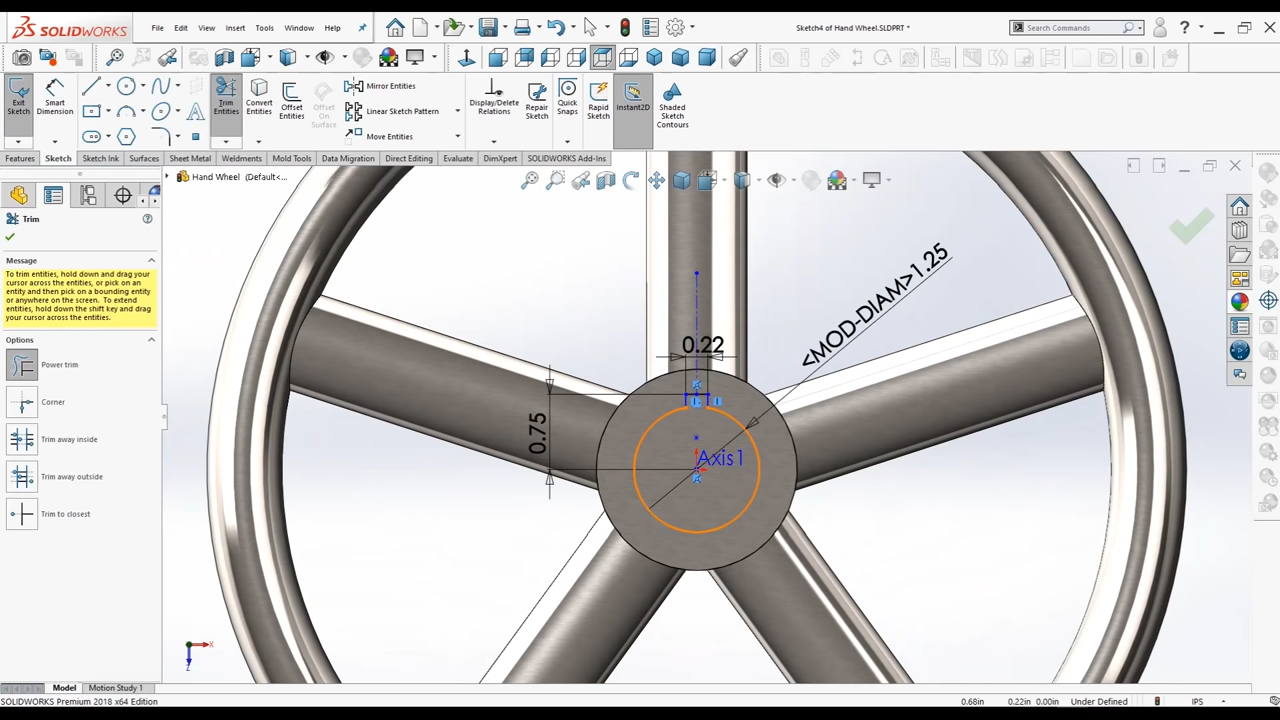 SOLIDWORKS
File Edit View Insert Tools Window Help
Sketch4 of Hand Wheel.SLDPRT *
Search Commands
Exit Sketch
Smart Dimension
Trim Entities
Convert Entities
Offset Entities
Offset On Surface
Mirror Entities
Linear Sketch Pattern
Move Entities
Display/Delete Relations
Repair Sketch
Quick Snaps
Rapid Sketch
Instant2D
Shaded Sketch Contours
Features Sketch Sketch Ink Surfaces Sheet Metal Weldments Mold Tools Data Migration Direct Editing Evaluate DimXpert SOLIDWORKS Add-Ins
Hand Wheel (Default<...
Trim
Message
To trim entities, hold down and drag your
cursor across the entities, or pick on an
entity and then pick on a bounding entity
or anywhere on the screen. To extend
entities, hold down the shift key and drag
your cursor across the entities.
Options
Power trim
Corner
Trim away inside
Trim away outside
Trim to closest
<MOD-DIAM>1.25
0.22
0.75
Axis1
X
Z
Model Motion Study 1
SOLIDWORKS Premium 2018 x64 Edition
0.68in 0.22in 0.00in Under Defined IPS